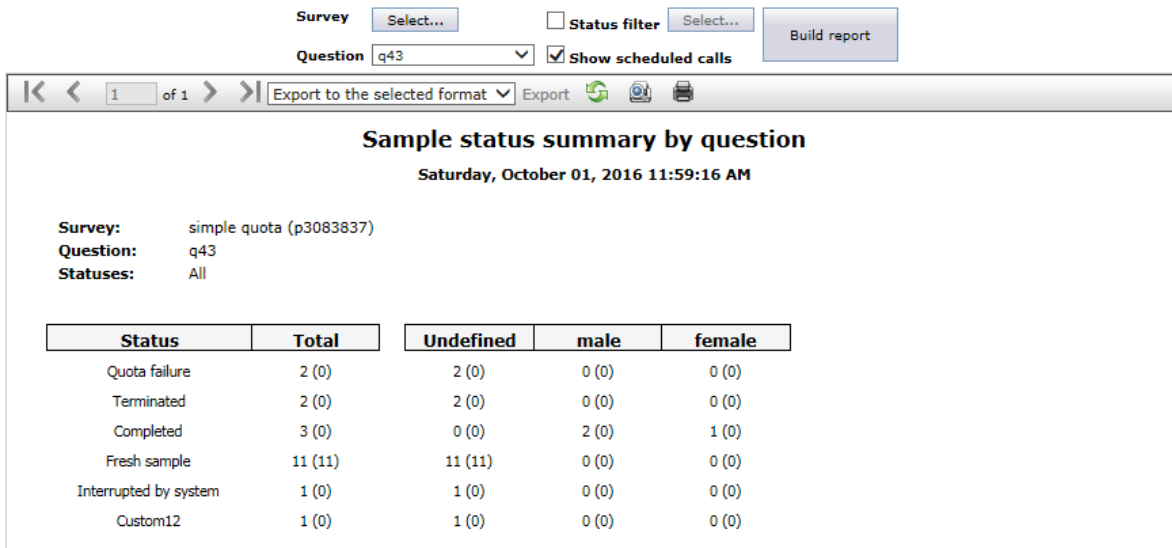 Survey Select... Status filter Select... Build report
Question q43 Show scheduled calls
1 of 1 Export to the selected format Export
Sample status summary by question
Saturday, October 01, 2016 11:59:16 AM
Survey: simple quota (p3083837)
Question: q43
Statuses: All
Status Total Undefined male female
Quota failure 2 (0) 2 (0) 0 (0) 0 (0)
Terminated 2 (0) 2 (0) 0 (0) 0 (0)
Completed 3 (0) 0 (0) 2 (0) 1 (0)
Fresh sample 11 (11) 11 (11) 0 (0) 0 (0)
Interrupted by system 1 (0) 1 (0) 0 (0) 0 (0)
Custom12 1 (0) 1 (0) 0 (0) 0 (0)